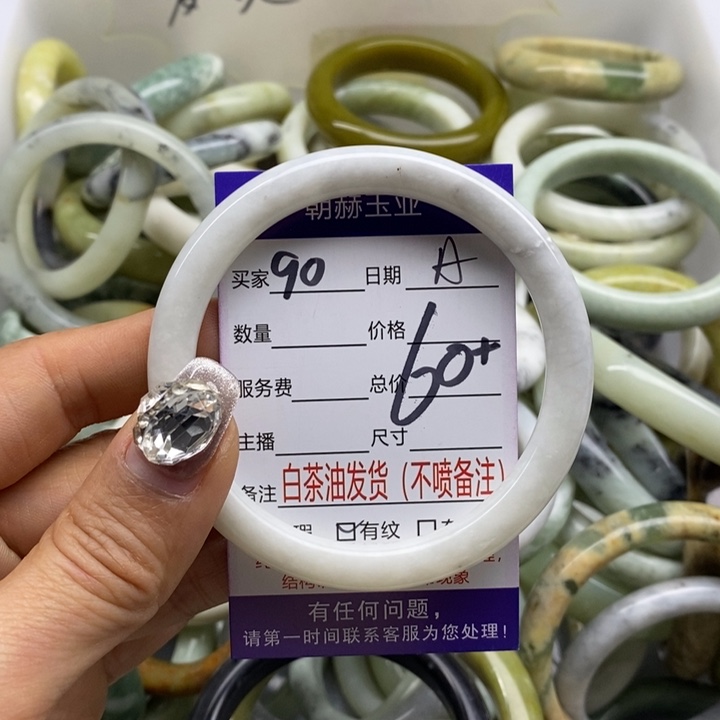 朝赫玉业
买家 90 日期 A
数量 价格
60+
服务费 总价
主播 尺寸
备注 白茶油发货（不喷备注）
☑有纹
现象
有任何问题，
请第一时间联系客服为您处理！